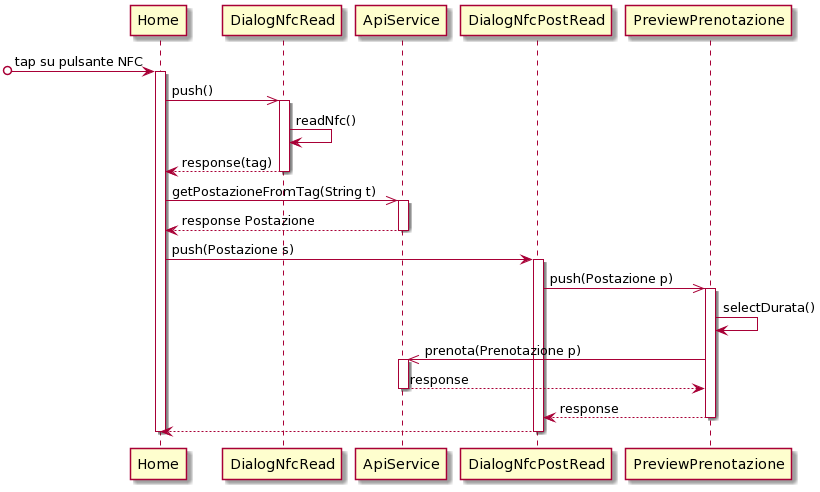 Home DialogNfcRead ApiService DialogNfcPostRead PreviewPrenotazione
tap su pulsante NFC
push()
readNfc()
response(tag)
getPostazioneFromTag(String t)
response Postazione
push(Postazione s)
push(Postazione p)
selectDurata()
prenota(Prenotazione p)
response
response
Home DialogNfcRead ApiService DialogNfcPostRead PreviewPrenotazione